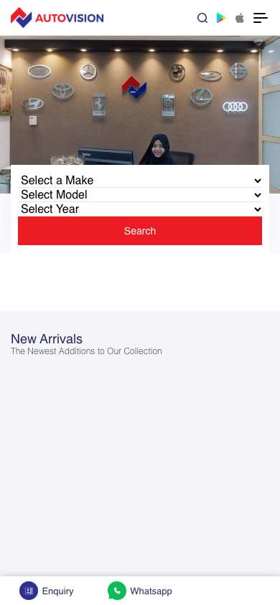 AUTOVISION
Select a Make
Select Model
Select Year
Search
New Arrivals
The Newest Additions to Our Collection
Enquiry
Whatsapp